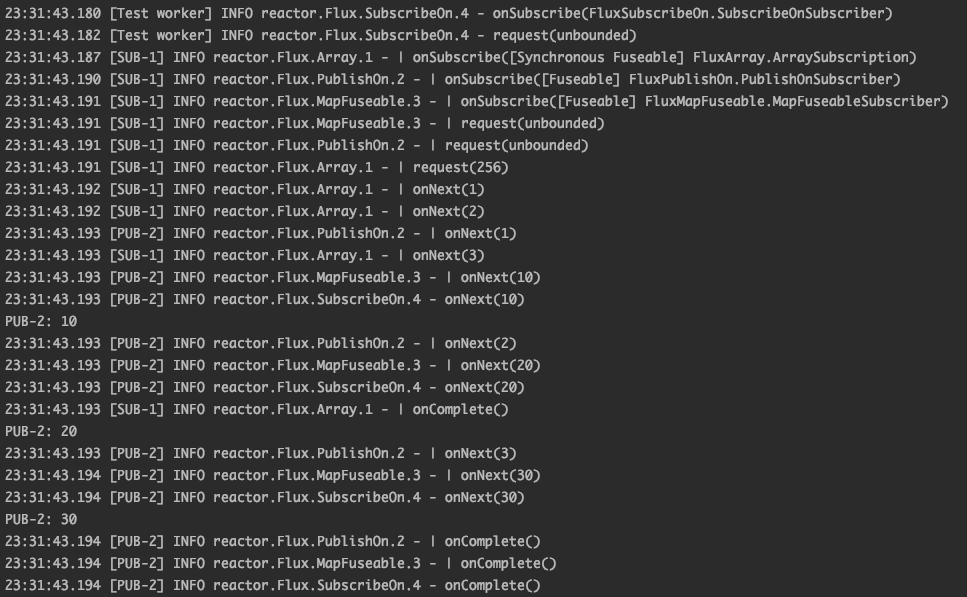 23:31:43.180 [Test worker] INFO reactor.Flux.SubscribeOn.4 - onSubscribe(FluxSubscribeOn.SubscribeOnSubscriber)
23:31:43.182 [Test worker] INFO reactor.Flux.SubscribeOn.4 - request(unbounded)
23:31:43.187 [SUB-1] INFO reactor.Flux.Array.1 - | onSubscribe([Synchronous Fuseable] FluxArray.ArraySubscription)
23:31:43.190 [SUB-1] INFO reactor.Flux.PublishOn.2 - | onSubscribe([Fuseable] FluxPublishOn.PublishOnSubscriber)
23:31:43.191 [SUB-1] INFO reactor.Flux.MapFuseable.3 - | onSubscribe([Fuseable] FluxMapFuseable.MapFuseableSubscriber)
23:31:43.191 [SUB-1] INFO reactor.Flux.MapFuseable.3 - | request(unbounded)
23:31:43.191 [SUB-1] INFO reactor.Flux.PublishOn.2 - | request(unbounded)
23:31:43.191 [SUB-1] INFO reactor.Flux.Array.1 - | request(256)
23:31:43.192 [SUB-1] INFO reactor.Flux.Array.1 - | onNext(1)
23:31:43.192 [SUB-1] INFO reactor.Flux.Array.1 - | onNext(2)
23:31:43.193 [PUB-2] INFO reactor.Flux.PublishOn.2 - | onNext(1)
23:31:43.193 [SUB-1] INFO reactor.Flux.Array.1 - | onNext(3)
23:31:43.193 [PUB-2] INFO reactor.Flux.MapFuseable.3 - | onNext(10)
23:31:43.193 [PUB-2] INFO reactor.Flux.SubscribeOn.4 - onNext(10)
PUB-2: 10
23:31:43.193 [PUB-2] INFO reactor.Flux.PublishOn.2 - | onNext(2)
23:31:43.193 [PUB-2] INFO reactor.Flux.MapFuseable.3 - | onNext(20)
23:31:43.193 [PUB-2] INFO reactor.Flux.SubscribeOn.4 - onNext(20)
23:31:43.193 [SUB-1] INFO reactor.Flux.Array.1 - | onComplete()
PUB-2: 20
23:31:43.193 [PUB-2] INFO reactor.Flux.PublishOn.2 - | onNext(3)
23:31:43.194 [PUB-2] INFO reactor.Flux.MapFuseable.3 - | onNext(30)
23:31:43.194 [PUB-2] INFO reactor.Flux.SubscribeOn.4 - onNext(30)
PUB-2: 30
23:31:43.194 [PUB-2] INFO reactor.Flux.PublishOn.2 - | onComplete()
23:31:43.194 [PUB-2] INFO reactor.Flux.MapFuseable.3 - | onComplete()
23:31:43.194 [PUB-2] INFO reactor.Flux.SubscribeOn.4 - onComplete()